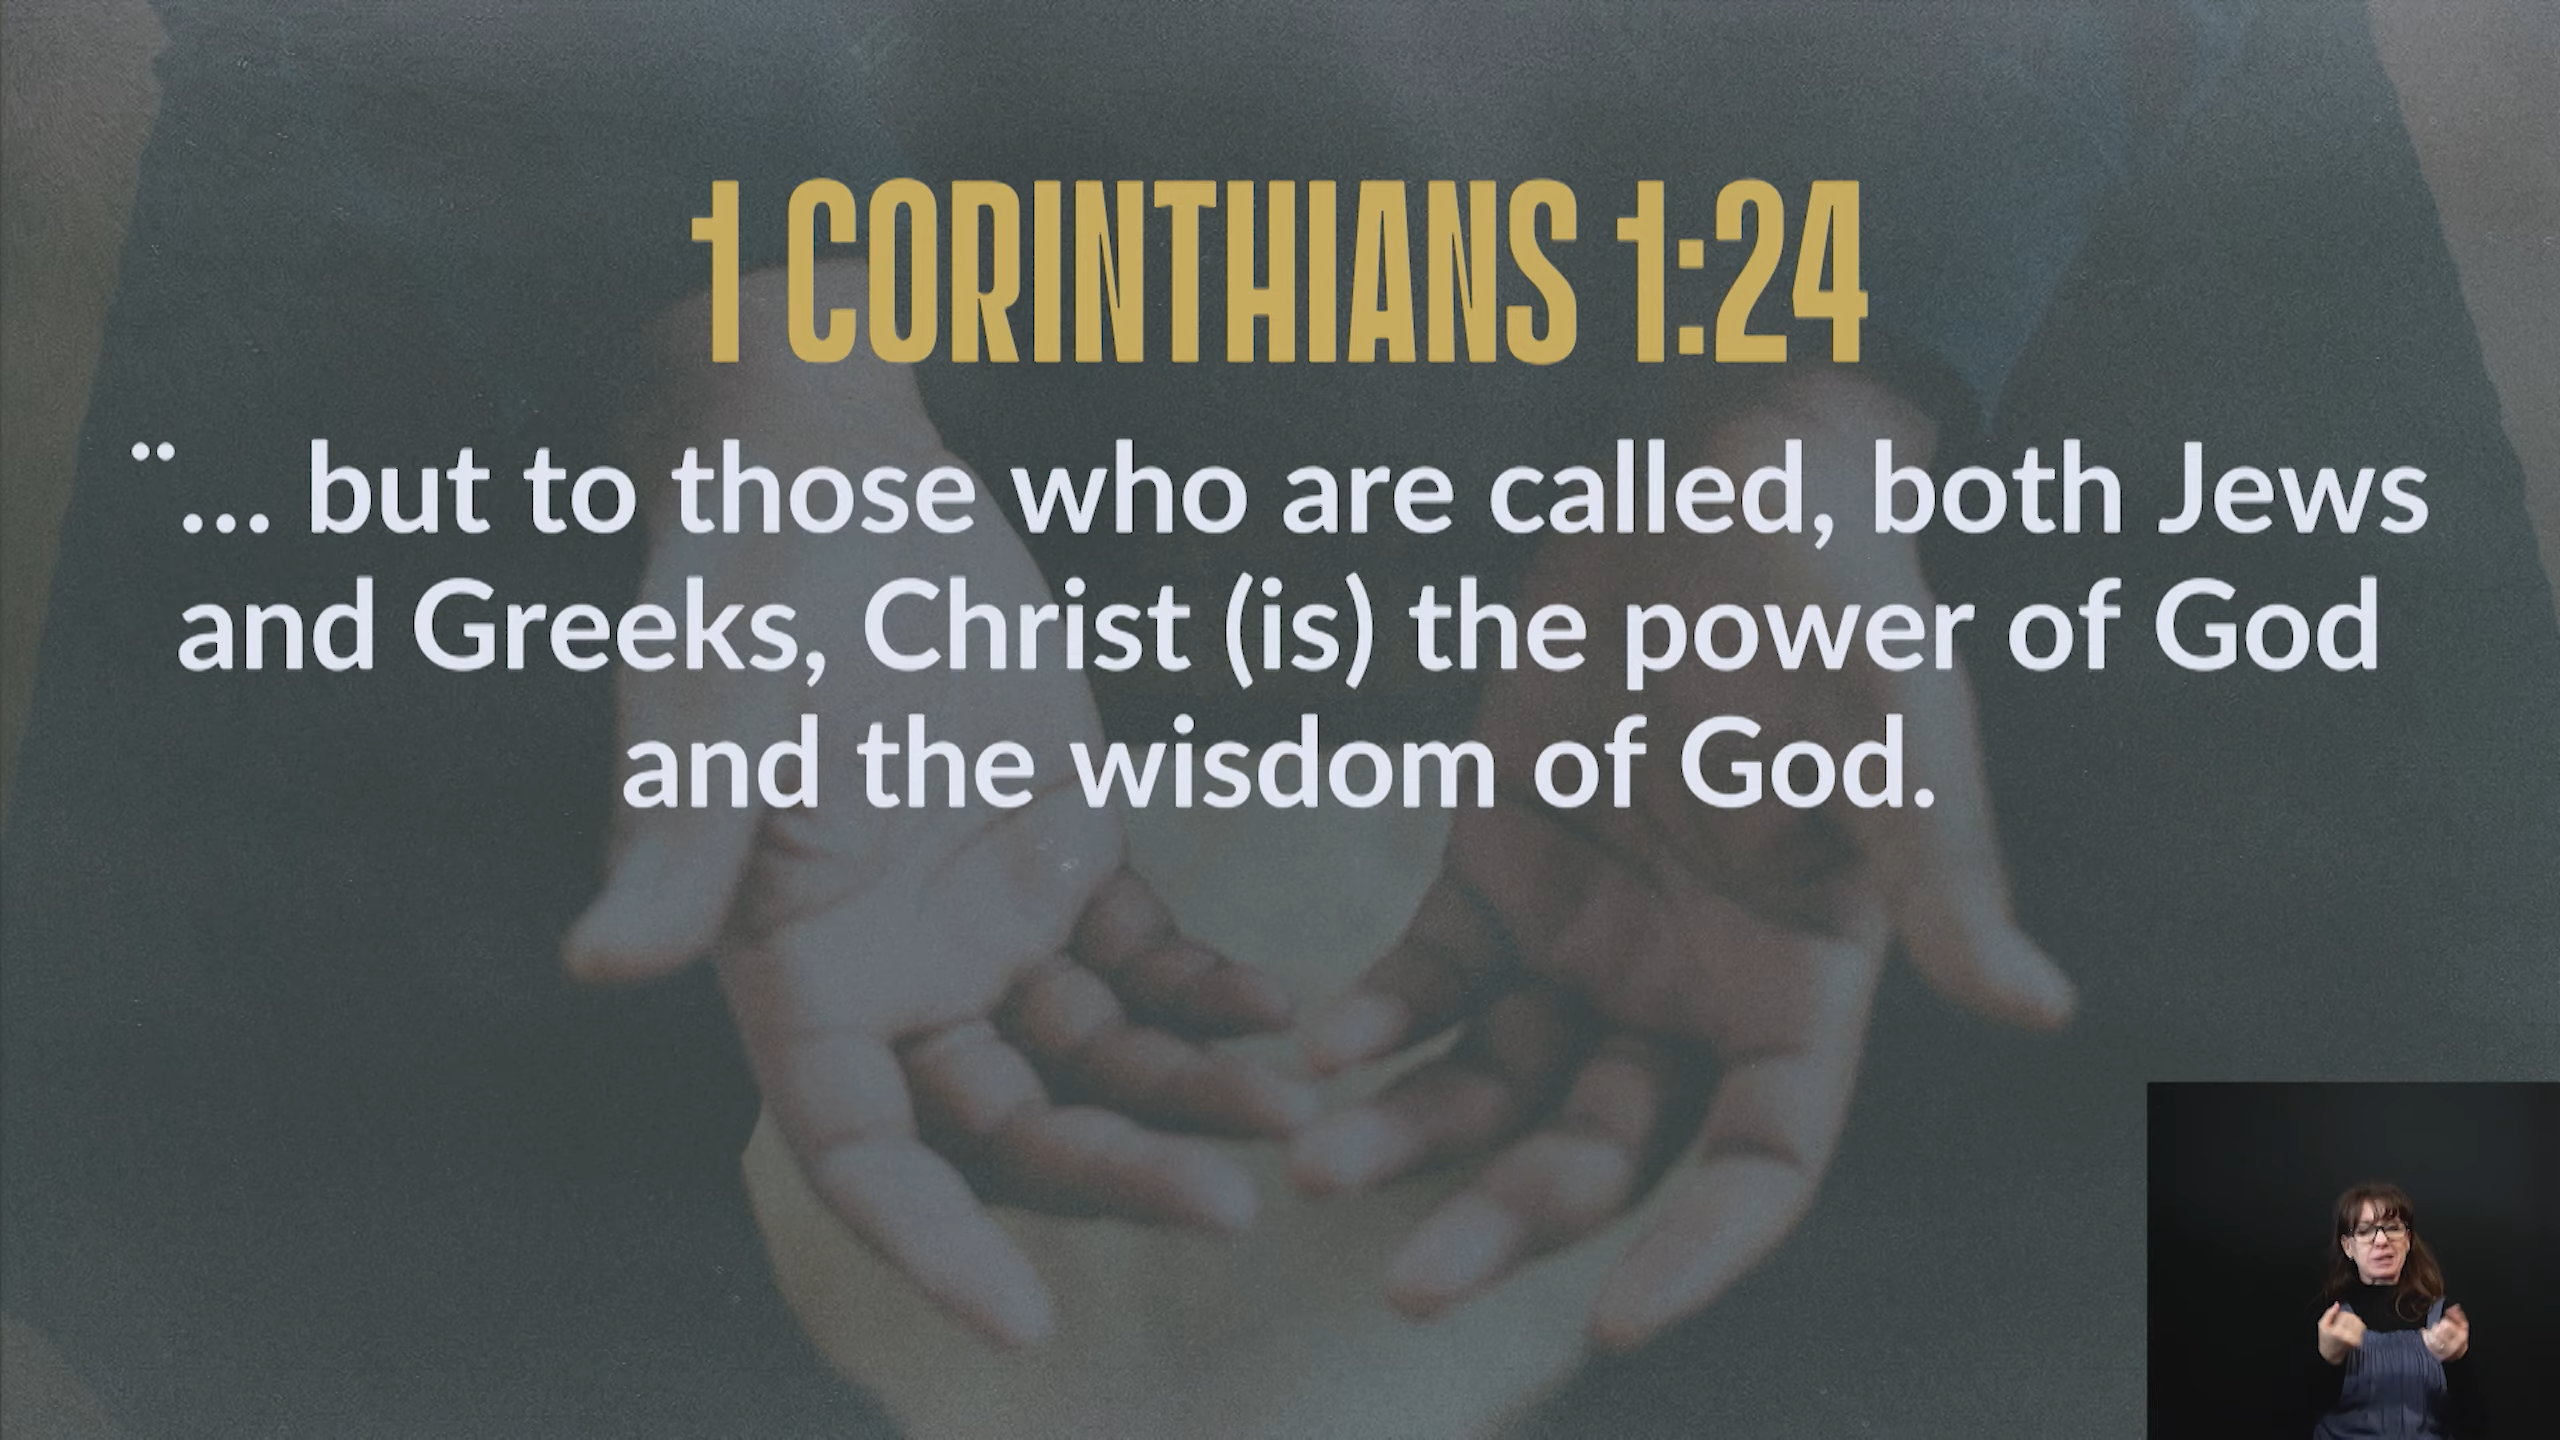 1 CORINTHIANS 1:24
¨... but to those who are called, both Jews
and Greeks, Christ (is) the power of God
and the wisdom of God.